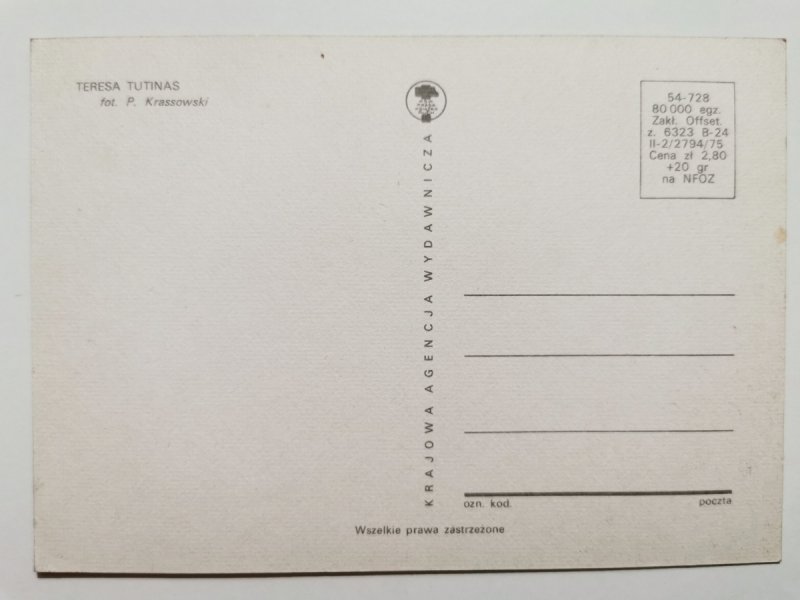 TERESA TUTINAS
fot. P. Krassowski
KRAJOWA AGENCJA WYDAWNICZA
54-728
80 000 egz.
Zakł. Offset.
z. 6323 B-24
II-2/2794/75
Cena zł 2,80
+20 gr
na NFOZ
ozn. kod.
poczta
Wszelkie prawa zastrzeżone